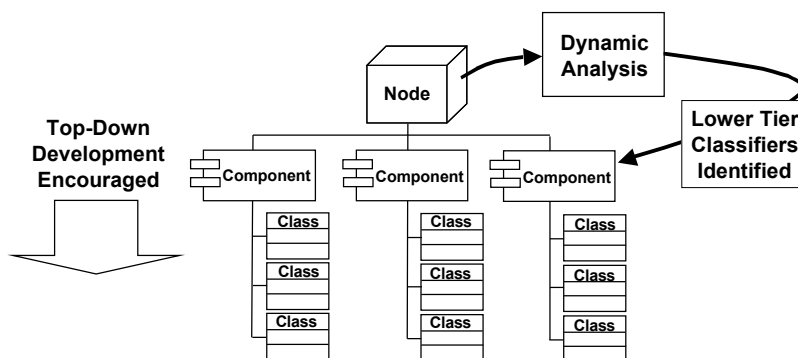 Dynamic
Analysis
Node
Lower Tier
Classifiers
Identified
Top-Down
Development
Encouraged
Component
Component
Component
Class
Class
Class
Class
Class
Class
Class
Class
Class